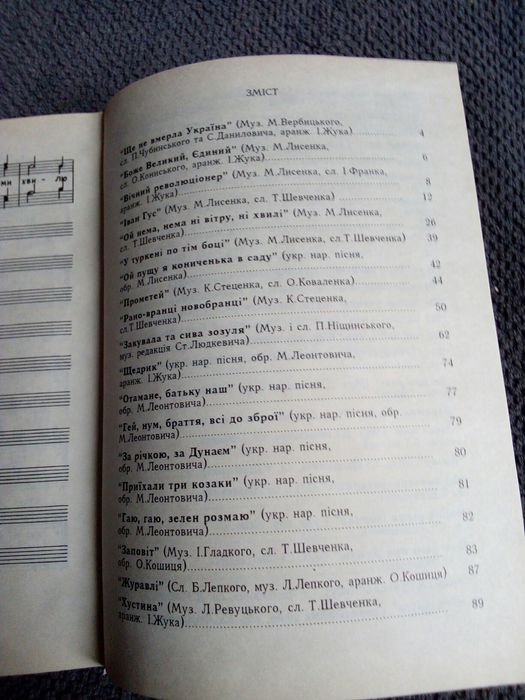 ми хви - лю
ЗМІСТ
"Ще не вмерла Україна" (Муз. М.Вербицького,
сл. П.Чубинського та С.Даниловича, аранж. І.Жука) 4
"Боже Великий, Єдиний" (Муз. М.Лисенка,
сл. О.Кониського, аранж. І.Жука) 6
"Вічний революціонер" (Муз. М.Лисенка, сл. І Франка,
аранж. І.Жука) 8
"Іван Гус" (Муз. М.Лисенка, сл. Т.Шевченка) 12
"Ой нема, нема ні вітру, ні хвилі" (Муз. М.Лисенка,
сл. Т.Шевченка) 26
"У туркені по тім боці" (Муз. М.Лисенка, сл.Т.Шевченка) 39
"Ой пущу я кониченька в саду" (укр. нар. пісня,
обр. М.Лисенка) 42
"Прометей" (Муз. К.Стеценка, сл. О.Коваленка) 44
"Рано-вранці новобранці" (Муз. К.Стеценка,
сл.Т.Шевченка) 50
"Закувала та сива зозуля" (Муз. і сл. П.Ніщинського,
муз. редакція Ст.Людкевича) 62
"Щедрик" (укр. нар. пісня, обр. М.Леонтовича,
аранж. І.Жука) 74
"Отамане, батьку наш" (укр. нар. пісня,
обр. М.Леонтовича) 77
"Гей, нум, браття, всі до зброї" (укр. нар. пісня, обр.
М.Леонтовича) 79
"За річкою, за Дунаєм" (укр. нар. пісня,
обр. М.Леонтовича) 80
"Приїхали три козаки" (укр. нар. пісня,
обр. М.Леонтовича) 81
"Гаю, гаю, зелен розмаю" (укр. нар. пісня,
обр. М.Леонтовича) 82
"Заповіт" (Муз. І.Гладкого, сл. Т.Шевченка,
обр. О.Кошиця) 83
"Журавлі" (Сл. Б.Лепкого, муз. Л.Лепкого, аранж. О.Кошиця) 87
"Хустина" (Муз. Л.Ревуцького, сл. Т.Шевченка,
аранж. І.Жука) 89